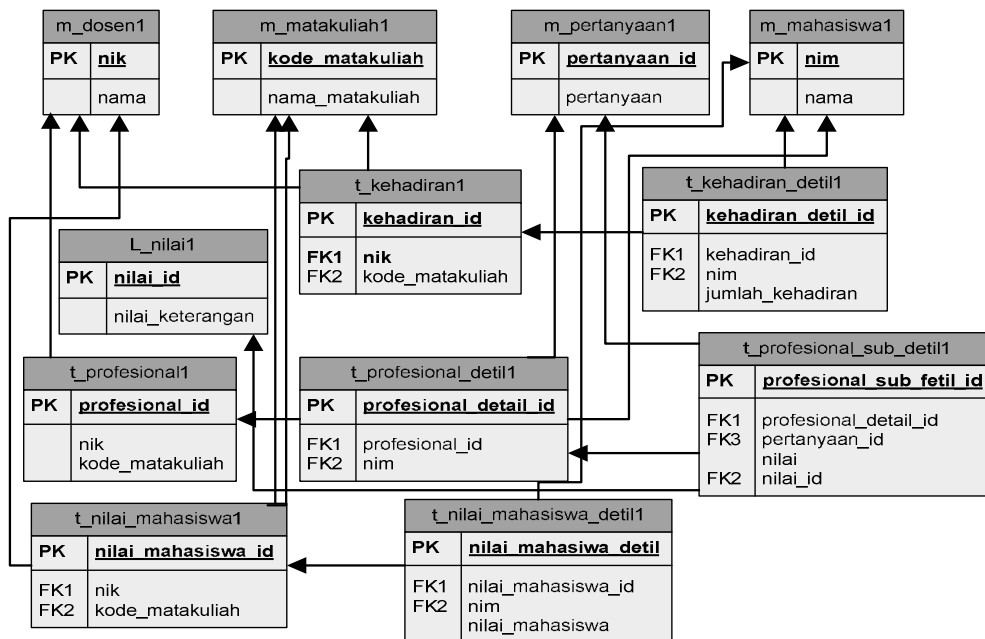 m_dosen1
PK nik
nama
m_matakuliah1
PK kode_matakuliah
nama_matakuliah
m_pertanyaan1
PK pertanyaan_id
pertanyaan
m_mahasiswa1
PK nim
nama
t_kehadiran1
PK kehadiran_id
FK1 nik
FK2 kode_matakuliah
t_kehadiran_detil1
PK kehadiran_detil_id
FK1 kehadiran_id
FK2 nim
jumlah_kehadiran
L_nilai1
PK nilai_id
nilai_keterangan
t_profesional1
PK profesional_id
nik
kode_matakuliah
t_profesional_detil1
PK profesional_detail_id
FK1 profesional_id
FK2 nim
t_profesional_sub_detil1
PK profesional_sub_fetil_id
FK1 profesional_detail_id
FK3 pertanyaan_id
nilai
FK2 nilai_id
t_nilai_mahasiswa1
PK nilai_mahasiswa_id
FK1 nik
FK2 kode_matakuliah
t_nilai_mahasiswa_detil1
PK nilai_mahasiwa_detil
FK1 nilai_mahasiswa_id
FK2 nim
nilai_mahasiswa